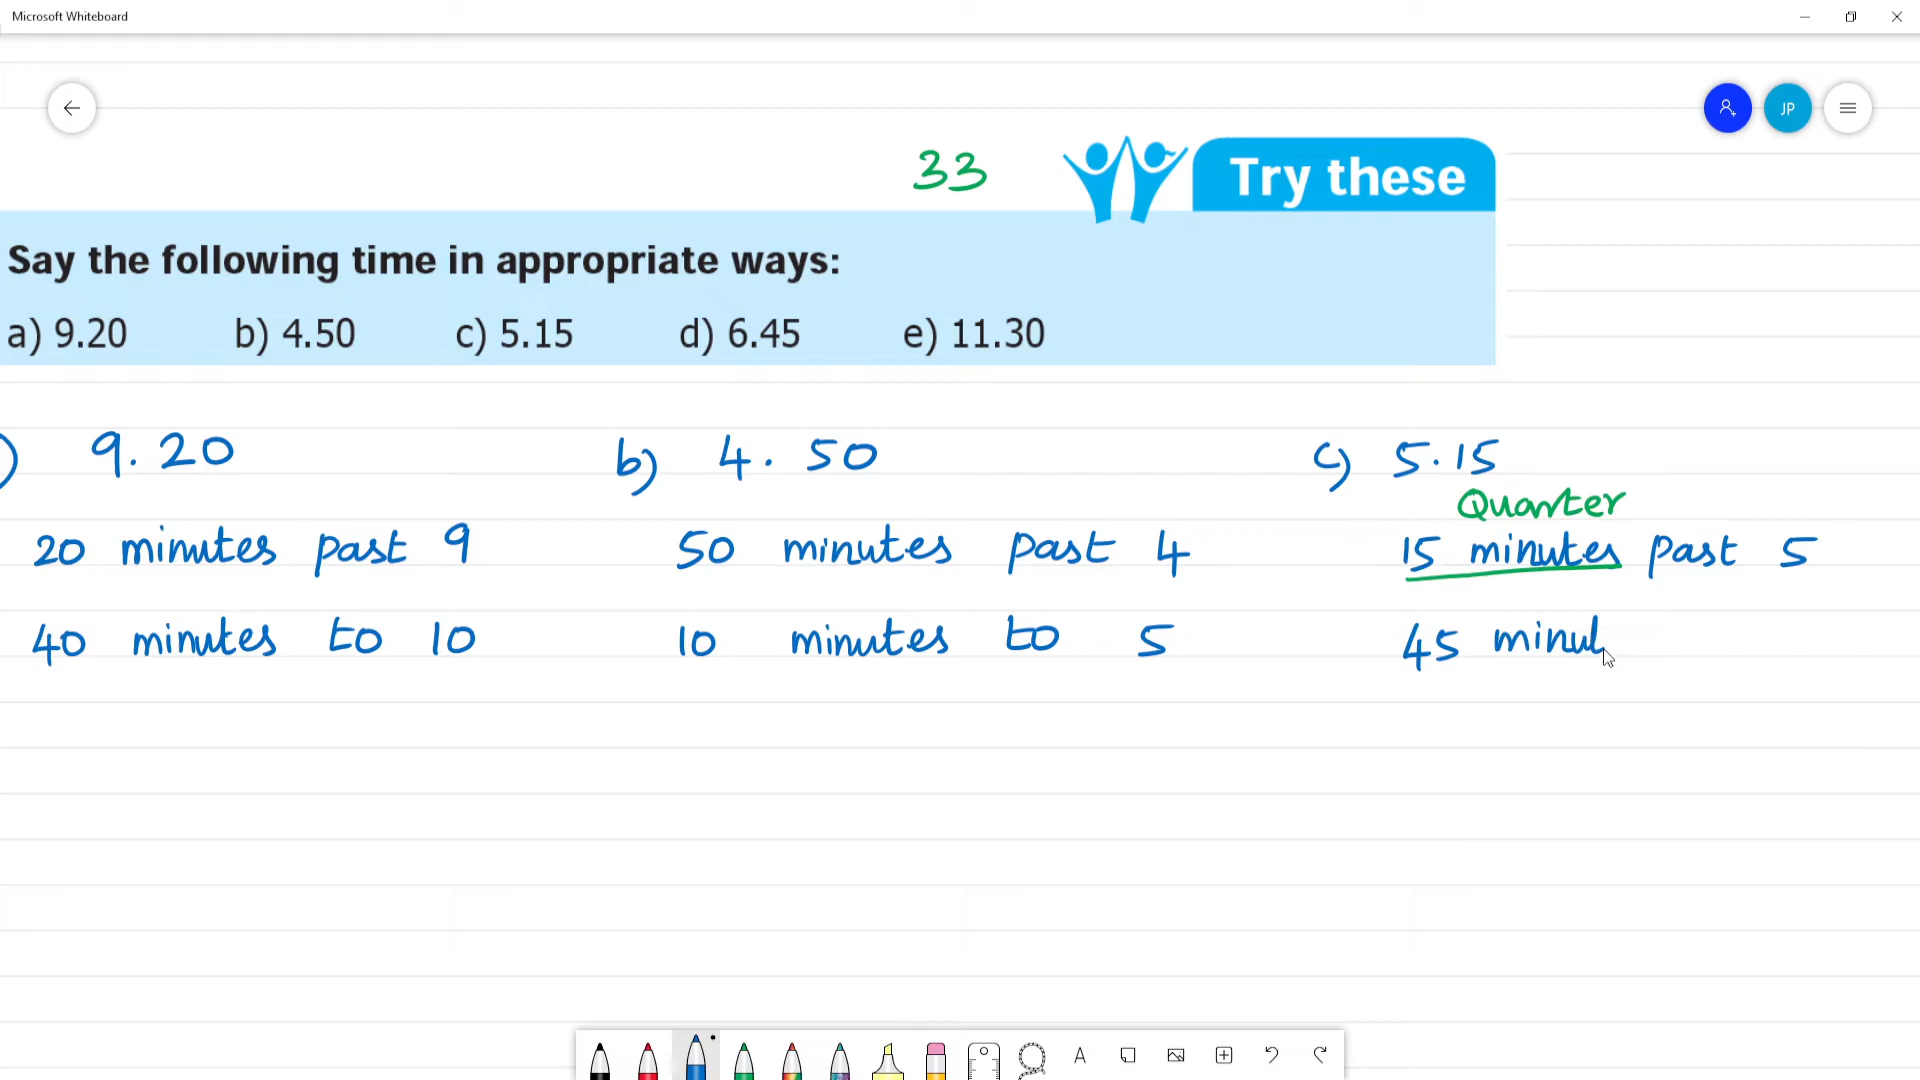 Microsoft Whiteboard
JP
33
Try these
Say the following time in appropriate ways:
a) 9.20 b) 4.50 c) 5.15 d) 6.45 e) 11.30
) 9.20 b) 4.50 c) 5.15
Quarter
20 minutes past 9 50 minutes past 4 15 minutes past 5
40 minutes to 10 10 minutes to 5 45 minut
A